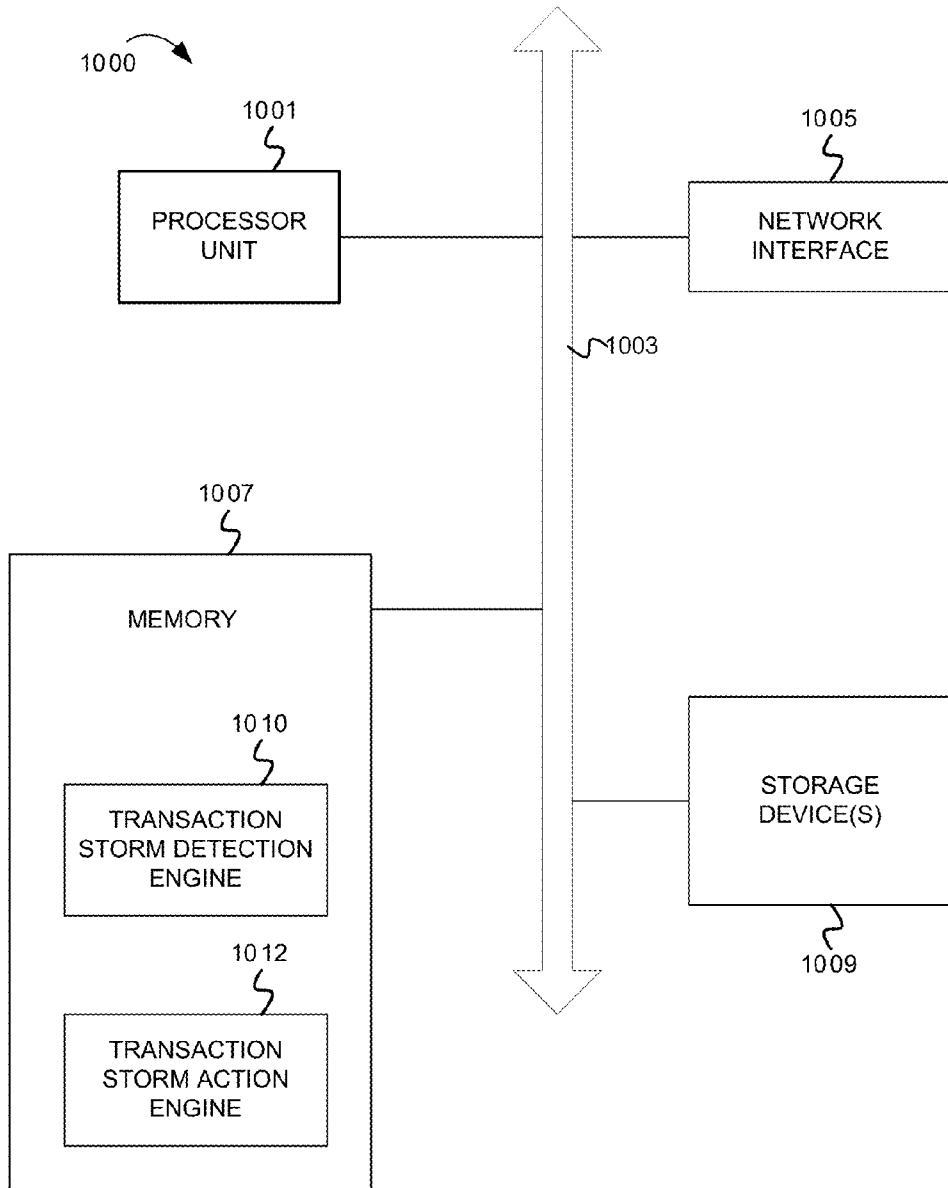 1000
1001
PROCESSOR
UNIT
1005
NETWORK
INTERFACE
1003
1007
MEMORY
1010
TRANSACTION
STORM DETECTION
ENGINE
1012
TRANSACTION
STORM ACTION
ENGINE
STORAGE
DEVICE(S)
1009